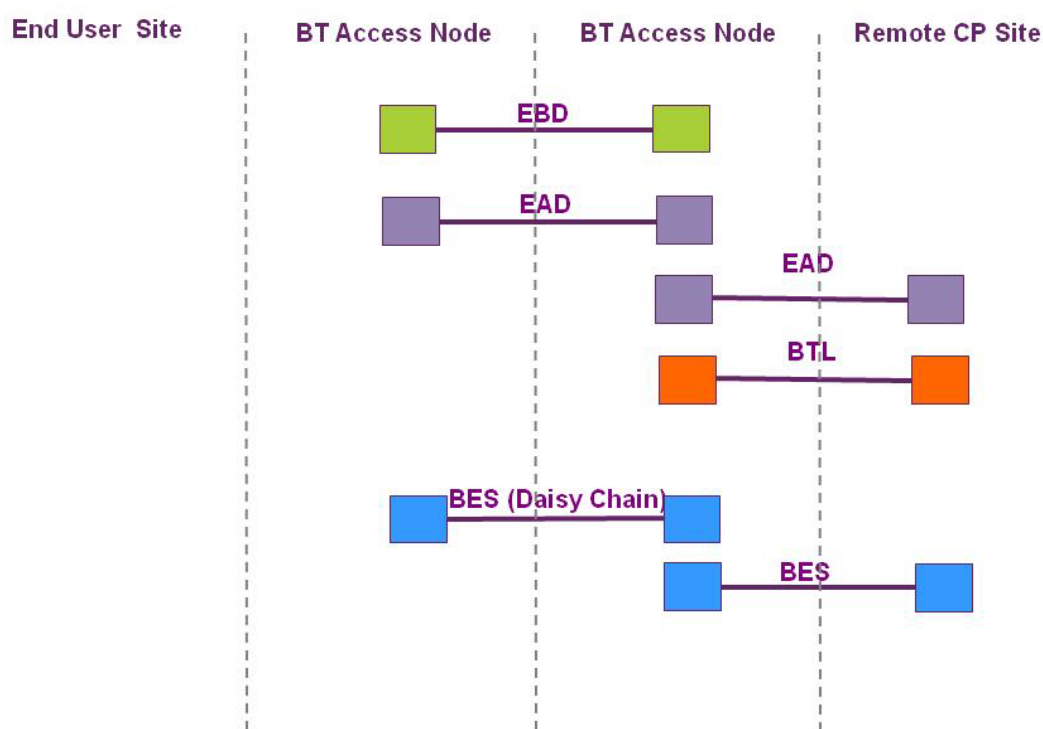 End User Site
BT Access Node
BT Access Node
Remote CP Site
EBD
EAD
EAD
BTL
BES (Daisy Chain)
BES